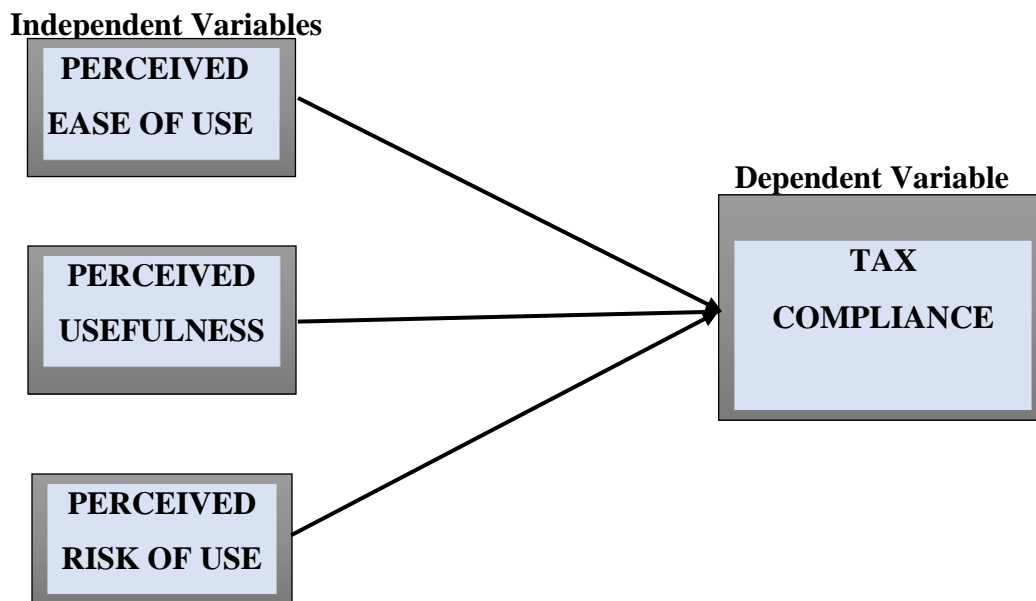 Independent Variables
PERCEIVED
EASE OF USE
PERCEIVED
USEFULNESS
PERCEIVED
RISK OF USE
Dependent Variable
TAX
COMPLIANCE